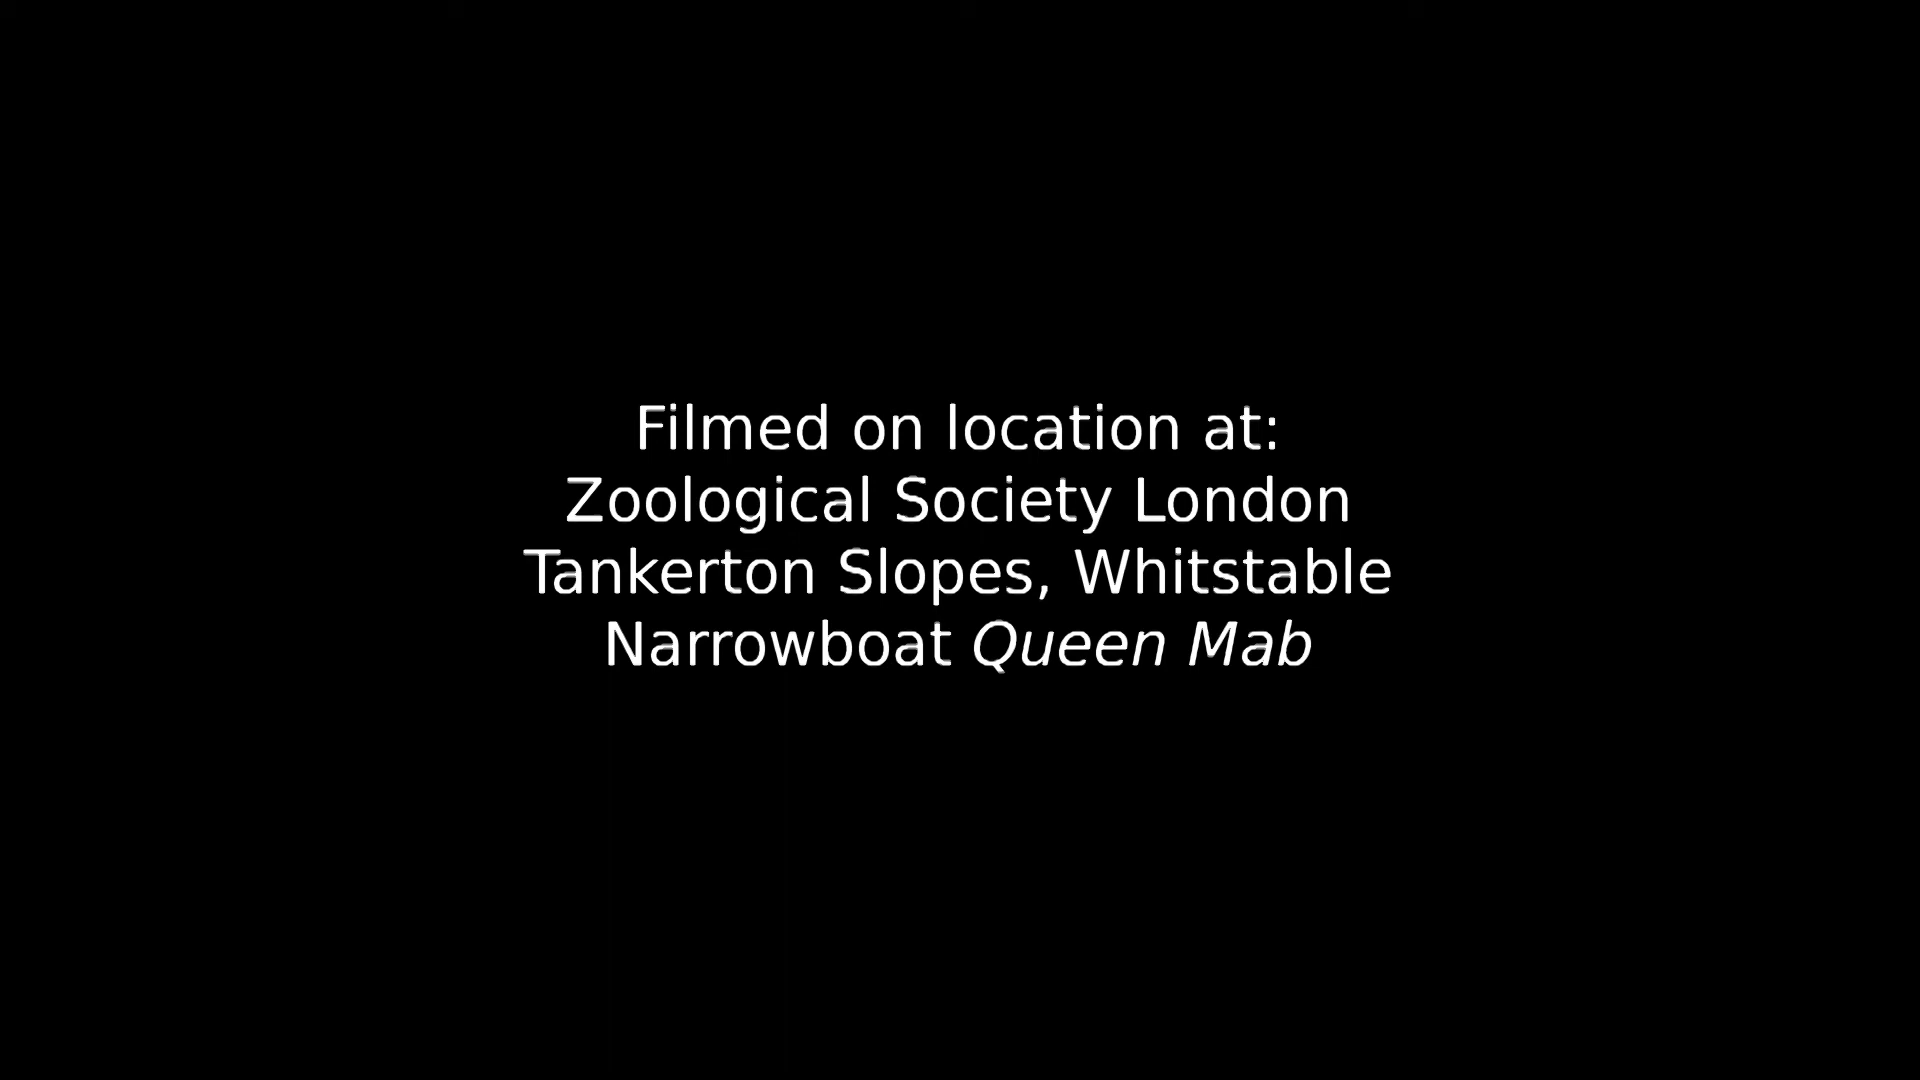 Filmed on location at:
Zoological Society London
Tankerton Slopes, Whitstable
Narrowboat Queen Mab